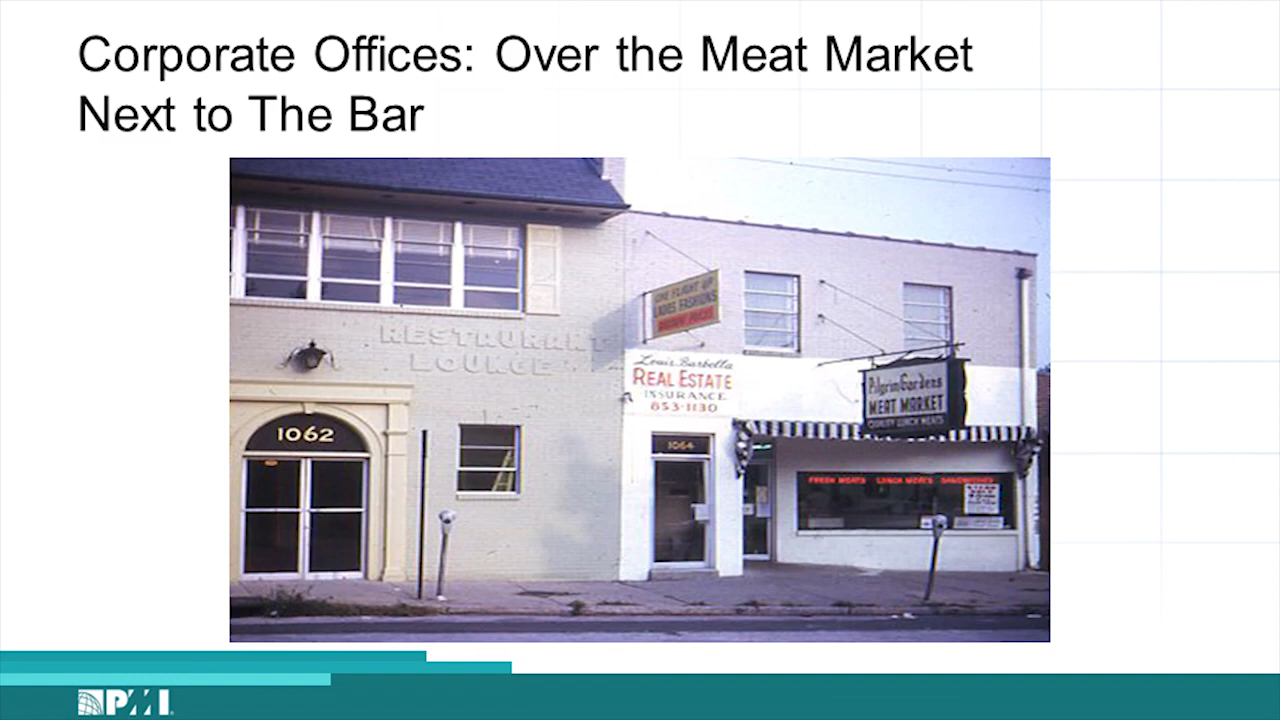 Corporate Offices: Over the Meat Market
Next to The Bar
RESTAURANT
LOUNGE
1062
ONE FLIGHT UP
LADIES FASHIONS
Louis Barbella
REAL ESTATE
INSURANCE
853-1130
1064
Pilgrim Gardens
MEAT MARKET
QUALITY LUNCH MEATS
FRESH MEATS LUNCH MEATS SANDWICHES
PMI